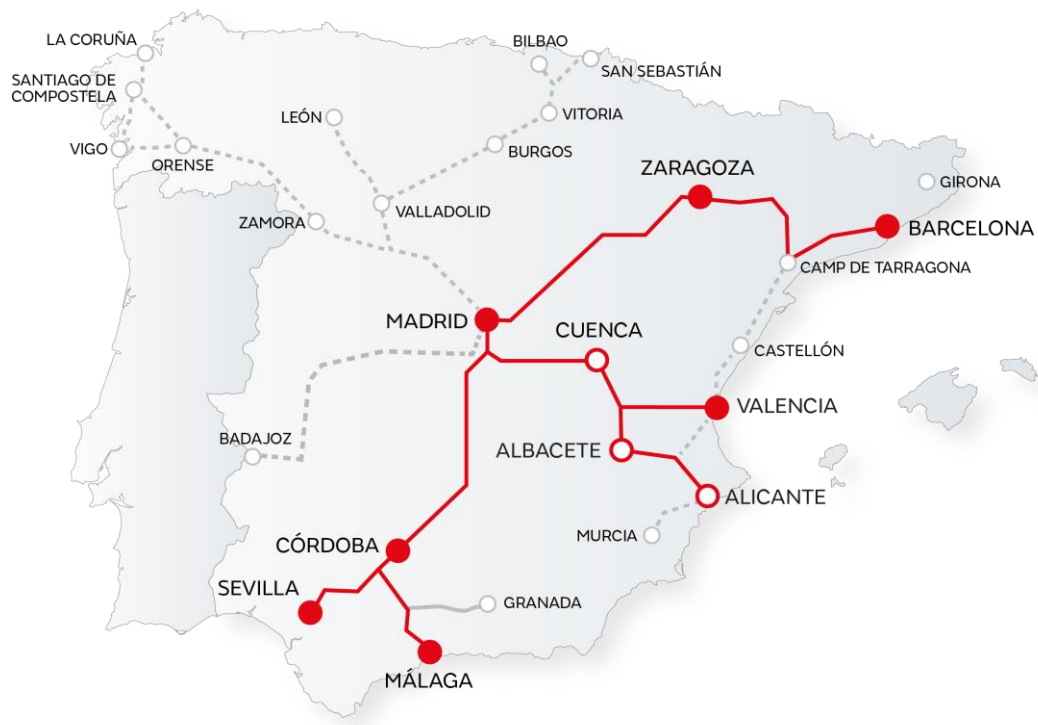 LA CORUÑA
BILBAO
SAN SEBASTIÁN
SANTIAGO DE
COMPOSTELA
LEÓN
VITORIA
VIGO
ORENSE
BURGOS
ZARAGOZA
GIRONA
ZAMORA
VALLADOLID
BARCELONA
CAMP DE TARRAGONA
MADRID
CUENCA
CASTELLÓN
VALENCIA
BADAJOZ
ALBACETE
ALICANTE
MURCIA
CÓRDOBA
SEVILLA
GRANADA
MÁLAGA